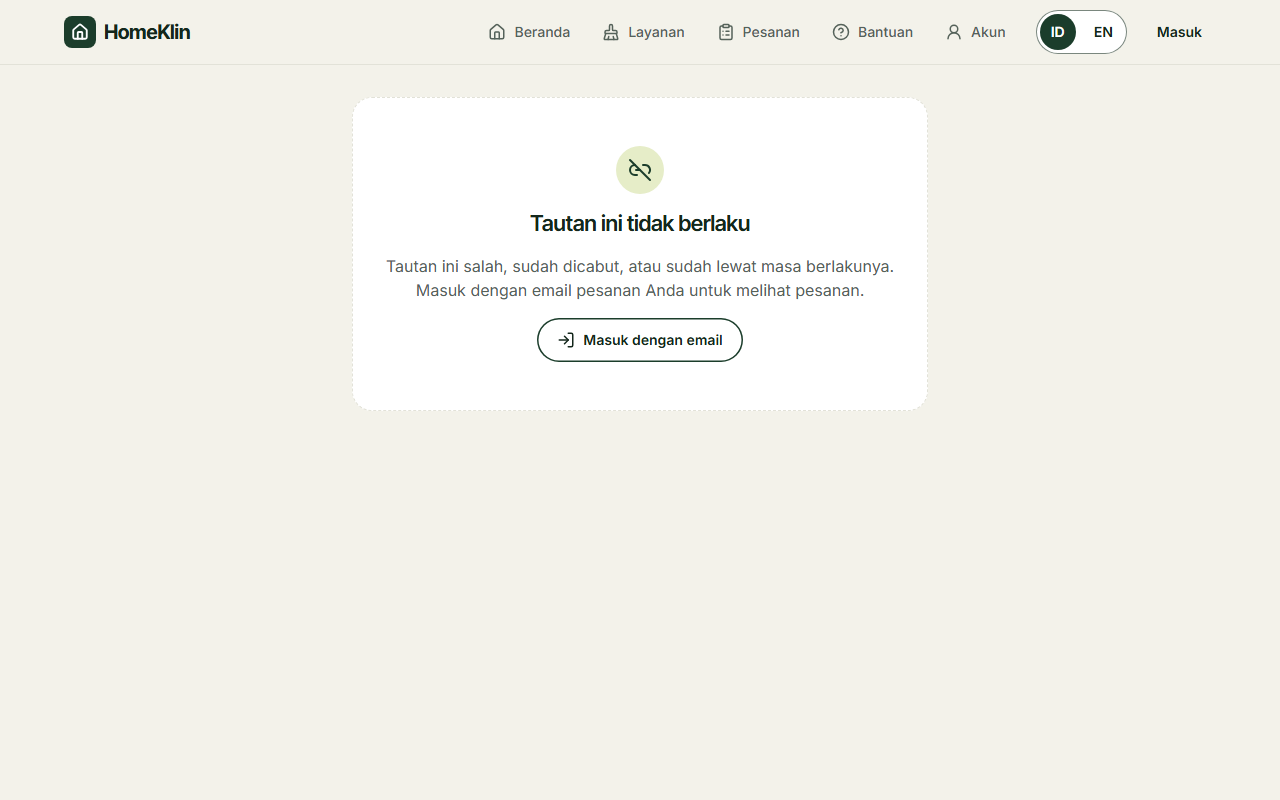 HomeKlin
Beranda
Layanan
Pesanan
Bantuan
Akun
ID
EN
Masuk
Tautan ini tidak berlaku
Tautan ini salah, sudah dicabut, atau sudah lewat masa berlakunya.
Masuk dengan email pesanan Anda untuk melihat pesanan.
Masuk dengan email